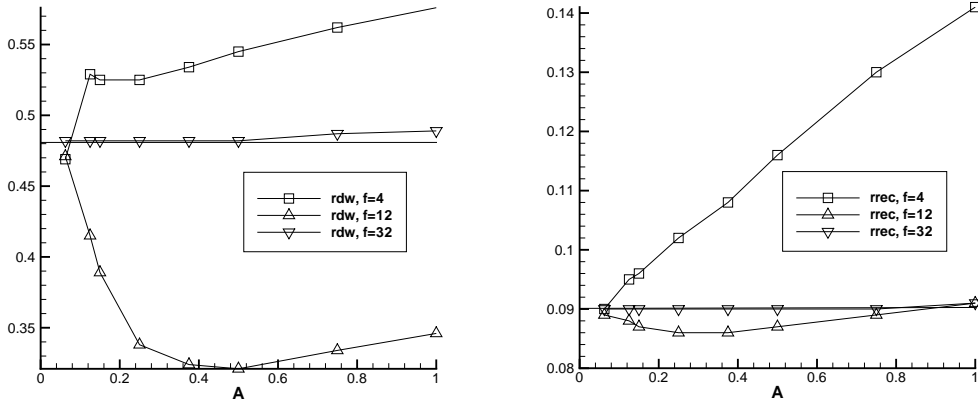 0.55
0.5
0.45
0.4
0.35
0 0.2 0.4 0.6 0.8 1
A
rdw, f=4
rdw, f=12
rdw, f=32
0.14
0.13
0.12
0.11
0.1
0.09
0.08
0 0.2 0.4 0.6 0.8 1
A
rrec, f=4
rrec, f=12
rrec, f=32